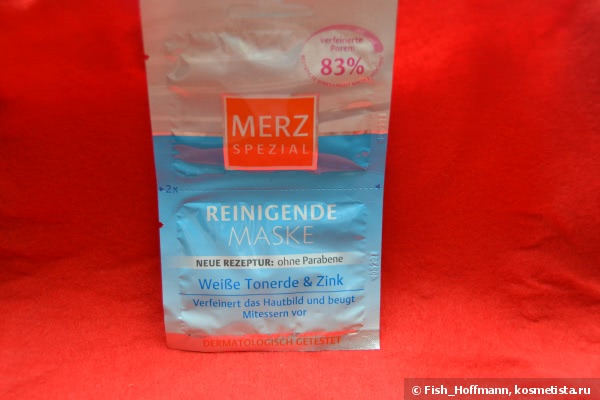 verfeinerte
Poren:
83%
MERZ
SPEZIAL
2x
REINIGENDE
MASKE
NEUE REZEPTUR: ohne Parabene
Weiße Tonerde & Zink
Verfeinert das Hautbild und beugt
Mitessern vor
DERMATOLOGISCH GETESTET
© Fish_Hoffmann, kosmetista.ru